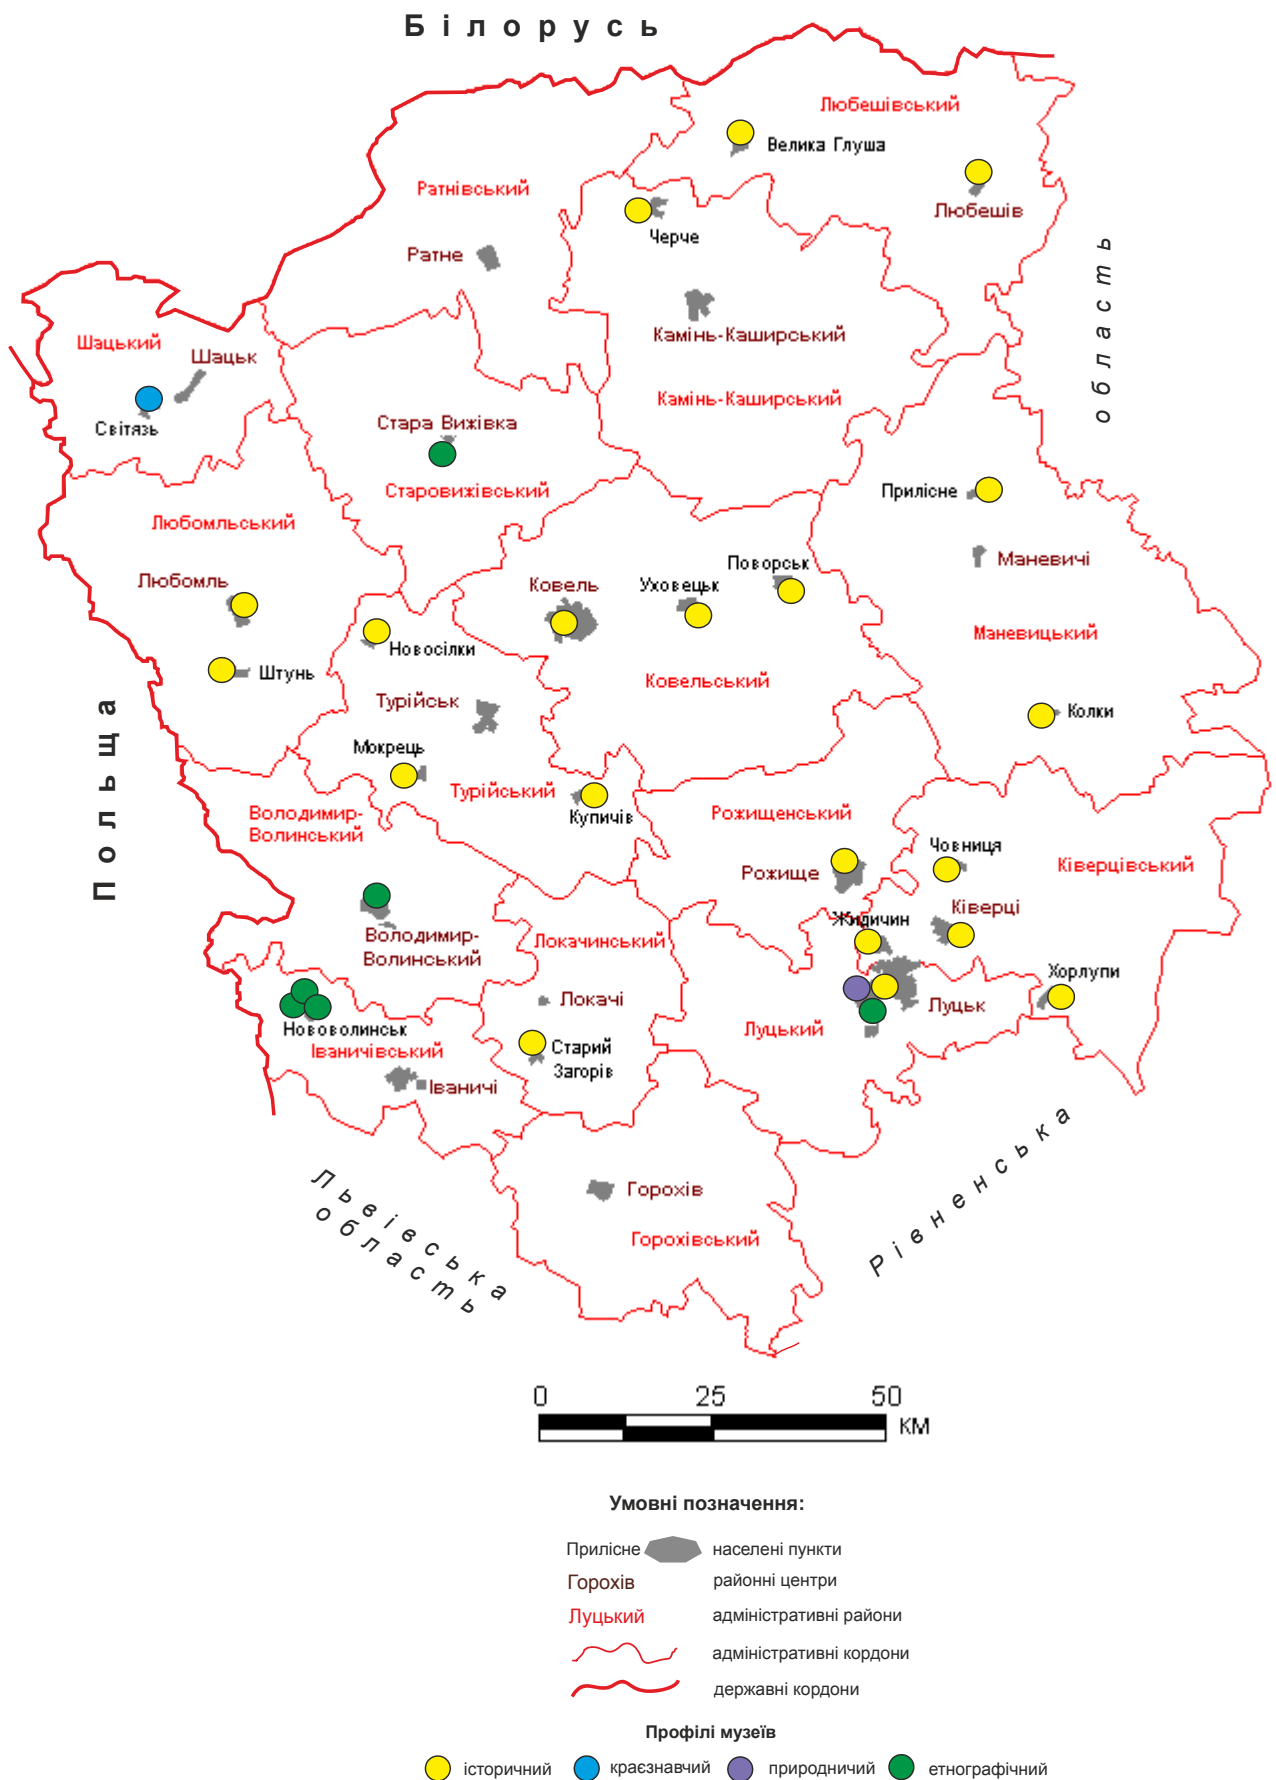 Білорусь
Любешівський
Велика Глуша
Ратнівський
Любешів
Черче
Ратне
область
Шацький
Шацьк
Камінь-Каширський
Світязь
Камінь-Каширський
Стара Вижівка
Старовижівський
Прилісне
Любомльський
Поворськ
Маневичі
Любомль
Ковель
Уховецьк
Новосілки
Маневицький
Штунь
Ковельський
Турійськ
Колки
Польща
Мокрець
Турійський
Купичів
Володимир-
Волинський
Рожищенський
Човниця
Ківерцівський
Рожище
Ківерці
Жидичин
Володимир-
Волинський
Локачинський
Хорлупи
Локачі
Луцьк
Нововолинськ
Луцький
Іваничівський
Старий
Загорів
Іваничі
Львівська
область
Горохів
Рівненська
Горохівський
0 25 50
КМ
Умовні позначення:
Прилісне населені пункти
Горохів районні центри
Луцький адміністративні райони
адміністративні кордони
державні кордони
Профілі музеїв
історичний краєзнавчий природничий етнографічний